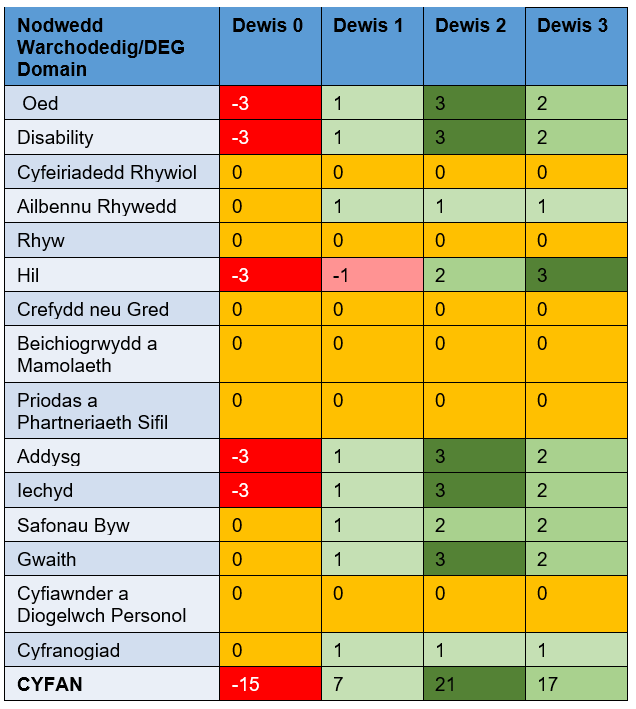 Nodwedd Warchodedig/DEG Domain Dewis 0 Dewis 1 Dewis 2 Dewis 3
Oed -3 1 3 2
Disability -3 1 3 2
Cyfeiriadedd Rhywiol 0 0 0 0
Ailbennu Rhywedd 0 1 1 1
Rhyw 0 0 0 0
Hil -3 -1 2 3
Crefydd neu Gred 0 0 0 0
Beichiogrwydd a Mamolaeth 0 0 0 0
Priodas a Phartneriaeth Sifil 0 0 0 0
Addysg -3 1 3 2
Iechyd -3 1 3 2
Safonau Byw 0 1 2 2
Gwaith 0 1 3 2
Cyfiawnder a Diogelwch Personol 0 0 0 0
Cyfranogiad 0 1 1 1
CYFAN -15 7 21 17